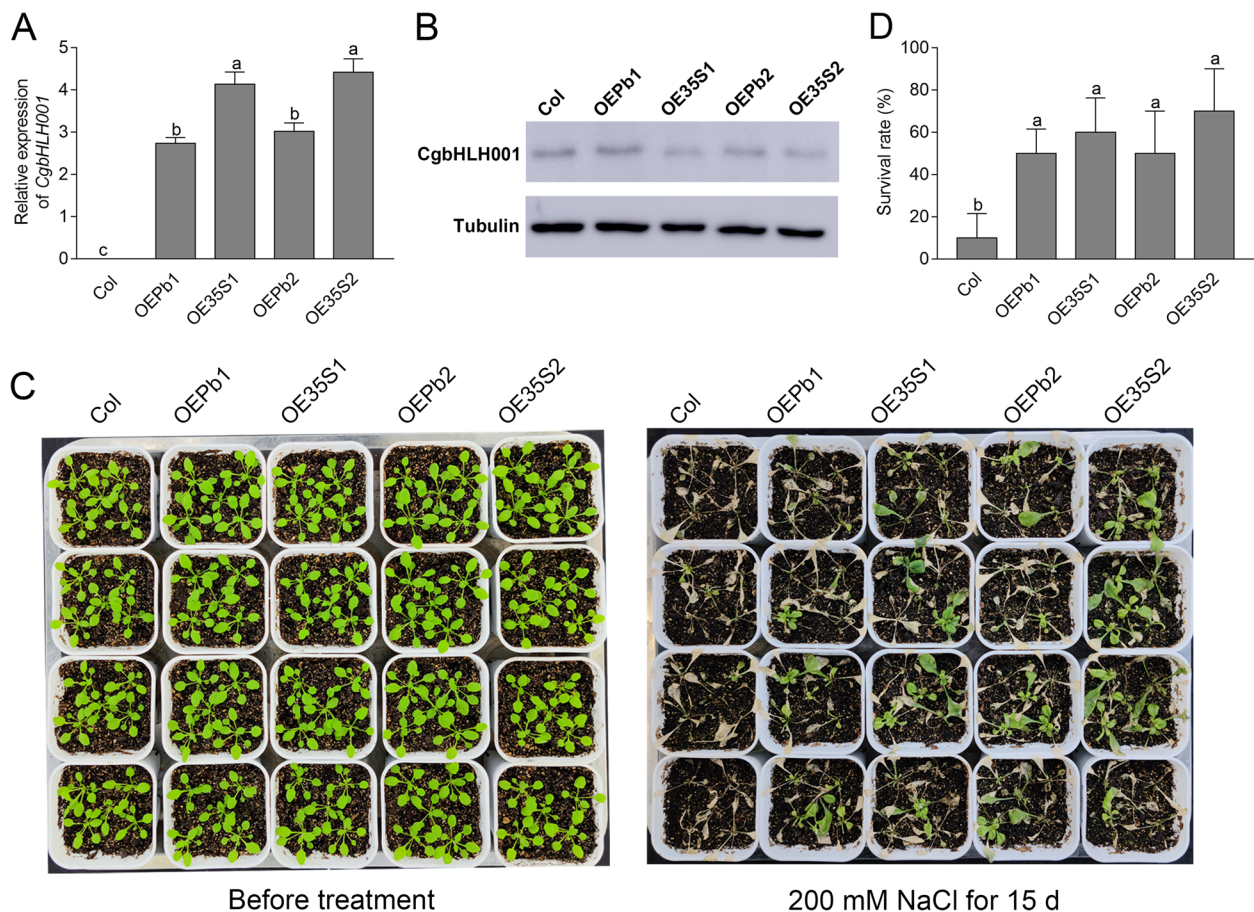 A
Relative expression
of CgbHLH001
5
4
3
2
1
0
c
b
a
b
a
Col
OEPb1
OE35S1
OEPb2
OE35S2
B
Col
OEPb1
OE35S1
OEPb2
OE35S2
CgbHLH001
Tubulin
D
Survival rate (%)
100
80
60
40
20
0
b
a
a
a
a
Col
OEPb1
OE35S1
OEPb2
OE35S2
C
Col
OEPb1
OE35S1
OEPb2
OE35S2
Col
OEPb1
OE35S1
OEPb2
OE35S2
Before treatment
200 mM NaCl for 15 d